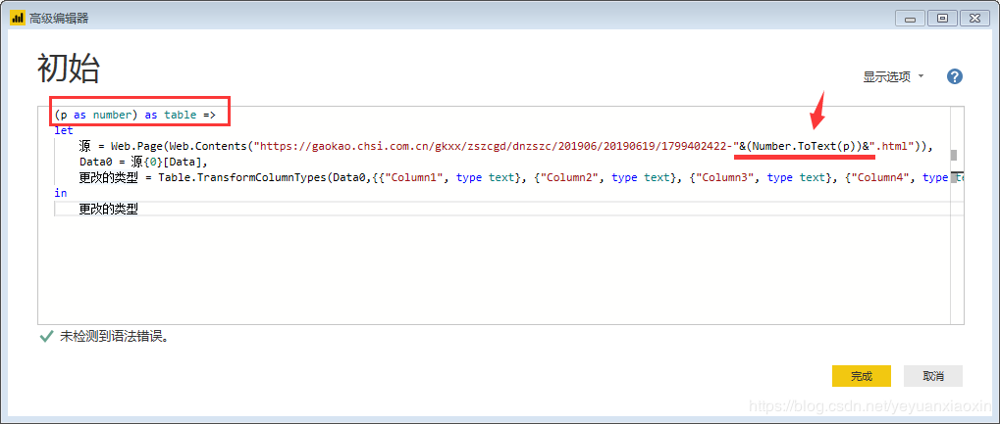 高级编辑器
初始
显示选项
?
(p as number) as table =>
let
源 = Web.Page(Web.Contents("https://gaokao.chsi.com.cn/gkxx/zszcgd/dnzszc/201906/20190619/1799402422-"&(Number.ToText(p))&".html")),
Data0 = 源{0}[Data],
更改的类型 = Table.TransformColumnTypes(Data0,{{"Column1", type text}, {"Column2", type text}, {"Column3", type text}, {"Column4", type te
in
更改的类型
未检测到语法错误。
完成
取消
https://blog.csdn.net/yeyuanxiaoxin